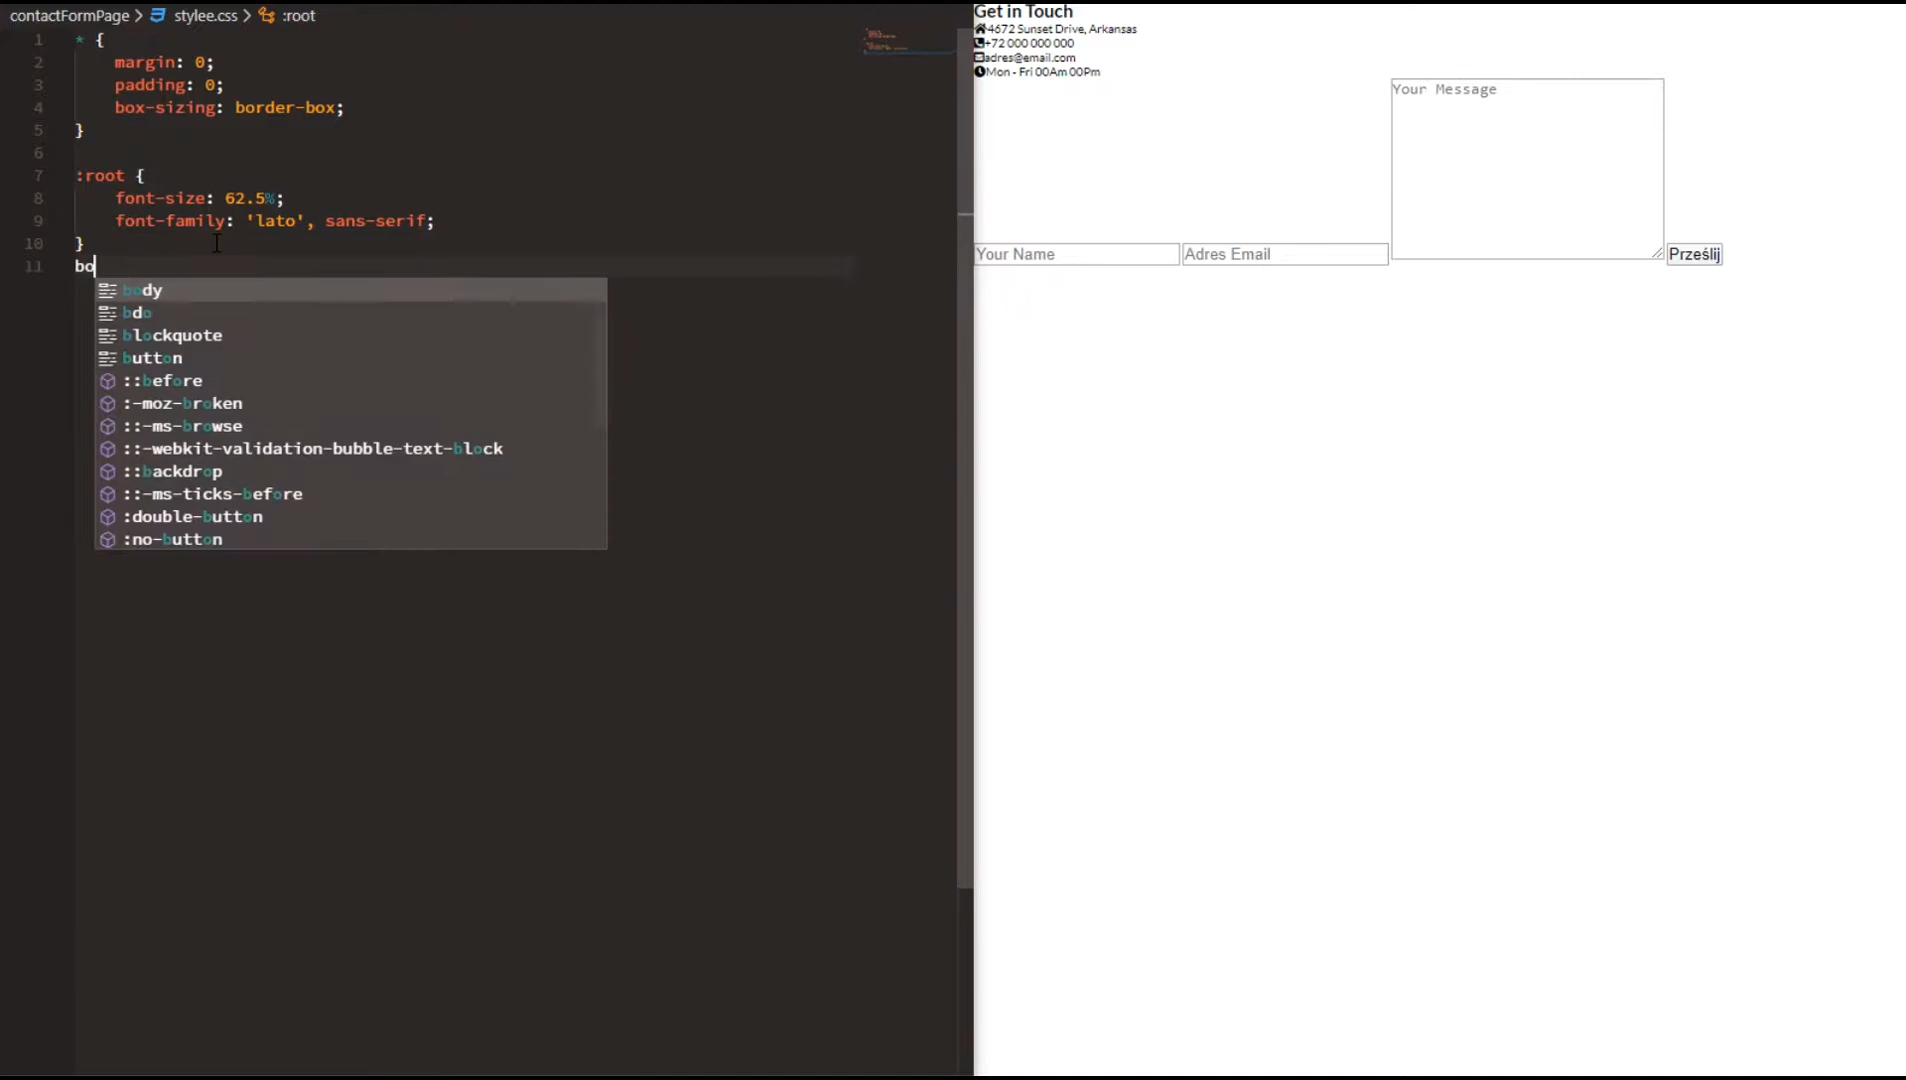 contactFormPage > stylee.css > :root
1 * {
2 margin: 0;
3 padding: 0;
4 box-sizing: border-box;
5 }
6
7 :root {
8 font-size: 62.5%;
9 font-family: 'lato', sans-serif;
10 }
11 bo
body
bdo
blockquote
button
::before
:-moz-broken
::-ms-browse
::-webkit-validation-bubble-text-block
::backdrop
::-ms-ticks-before
:double-button
:no-button
Get in Touch
4672 Sunset Drive, Arkansas
+72 000 000 000
adres@email.com
Mon - Fri 00Am 00Pm
Your Message
Your Name Adres Email Prześlij